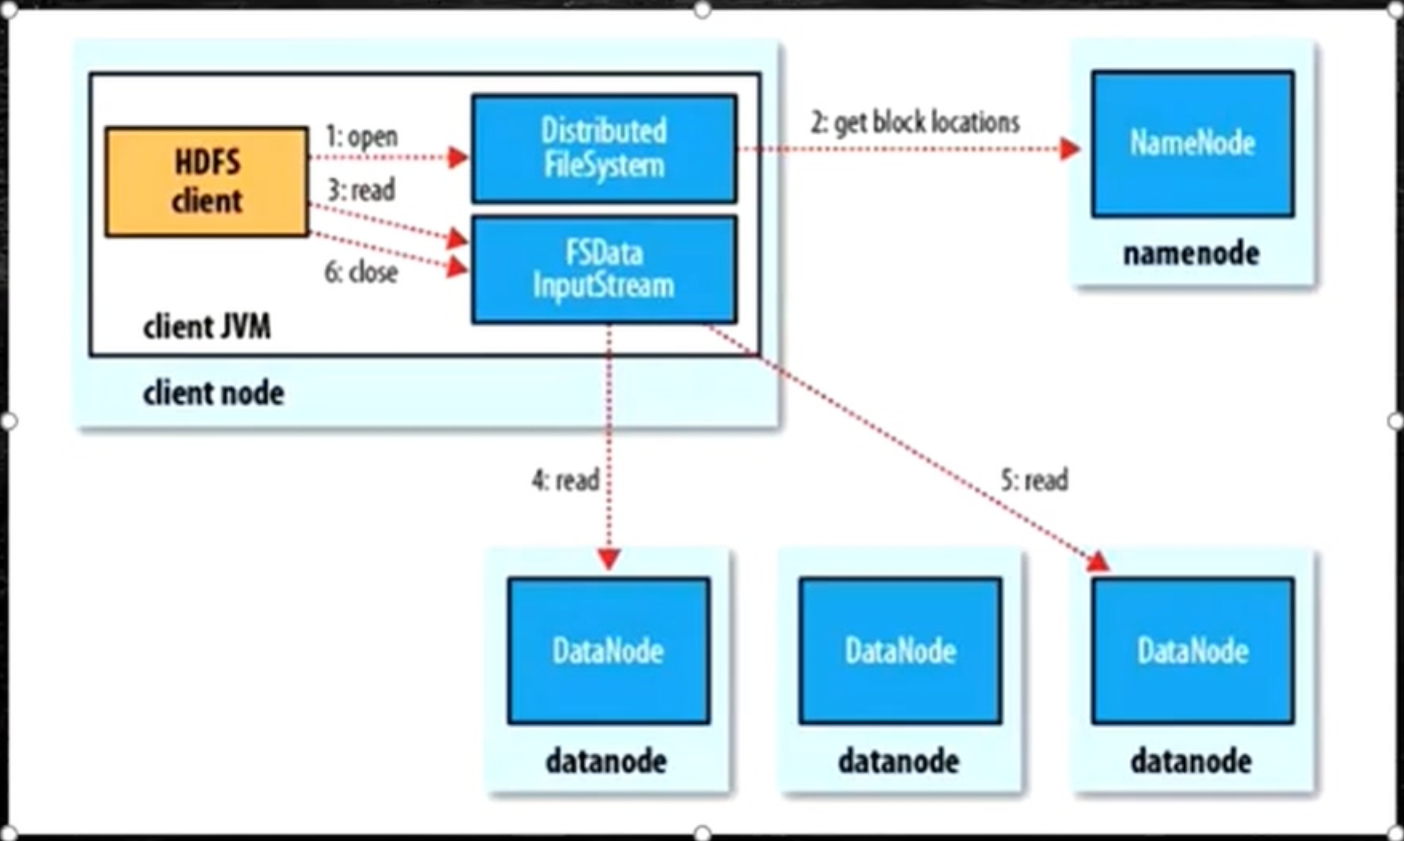 1: open
Distributed
FileSystem
2: get block locations
NameNode
HDFS
client
3: read
FSData
InputStream
6: close
namenode
client JVM
client node
4: read
5: read
DataNode
DataNode
DataNode
datanode
datanode
datanode